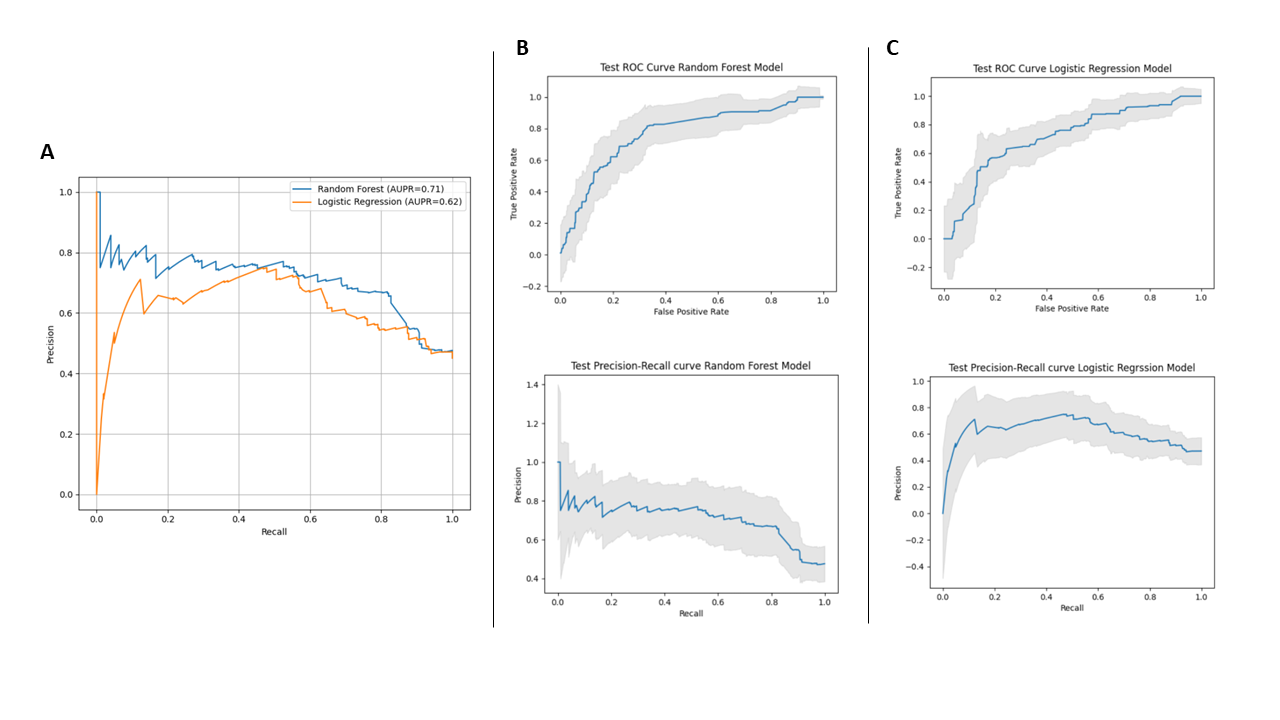 A
1.0
0.8
0.6
0.4
0.2
0.0
Precision
Random Forest (AUPR=0.71)
Logistic Regression (AUPR=0.62)
0.0 0.2 0.4 0.6 0.8 1.0
Recall
B
Test ROC Curve Random Forest Model
1.0
0.8
0.6
0.4
0.2
0.0
−0.2
True Positive Rate
0.0 0.2 0.4 0.6 0.8 1.0
False Positive Rate
Test Precision-Recall curve Random Forest Model
1.4
1.2
1.0
0.8
0.6
0.4
Precision
0.0 0.2 0.4 0.6 0.8 1.0
Recall
C
Test ROC Curve Logistic Regression Model
1.0
0.8
0.6
0.4
0.2
0.0
−0.2
True Positive Rate
0.0 0.2 0.4 0.6 0.8 1.0
False Positive Rate
Test Precision-Recall curve Logistic Regrssion Model
1.0
0.8
0.6
0.4
0.2
0.0
−0.2
−0.4
Precision
0.0 0.2 0.4 0.6 0.8 1.0
Recall